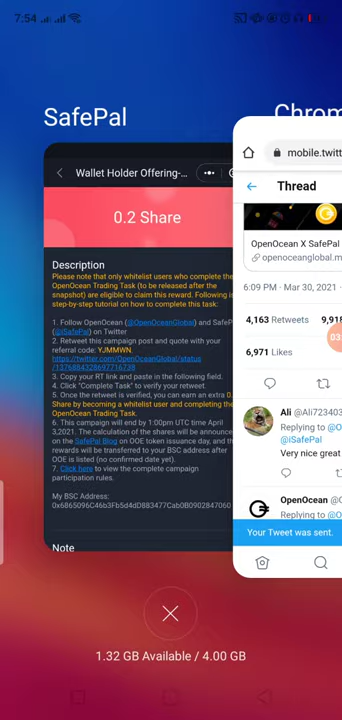 7:54
SafePal
Chrom
Wallet Holder Offering-...
0.2 Share
Description
Please note that only whitelist users who complete the
OpenOcean Trading Task (to be released after the
snapshot) are eligible to claim this reward. Following is
step-by-step tutorial on how to complete this task:
1. Follow OpenOcean (@OpenOceanGlobal) and SafeP
(@iSafePal) on Twitter
2. Retweet this campaign post and quote with your
referral code: YJMMWN.
https://twitter.com/OpenOceanGlobal/status
/1376884328697716739
3. Copy your RT link and paste in the following field.
4. Click "Complete Task" to verify your retweet.
5. Once the retweet is verified, you can earn an extra 0.
Share by becoming a whitelist user and completing the
OpenOcean Trading Task.
6. This campaign will end by 1:00pm UTC time April
3,2021. The calculation of the shares will be announce
on the SafePal Blog on OOE token issuance day, and th
rewards will be transferred to your BSC address after
OOE is listed (no confirmed date yet).
7. Click here to view the complete campaign
participation rules.
My BSC Address:
0x6865096C46b3Fb5d4dD883477Cab0B0902847060
Note
mobile.twitt
Thread
OpenOcean X SafePal
openoceanglobal.m
6:09 PM · Mar 30, 2021
4,163 Retweets 9,918
6,971 Likes
Ali @Ali723403
Replying to @O
@iSafePal
Very nice great
OpenOcean @O
Replying to @
Your Tweet was sent.
1.32 GB Available / 4.00 GB